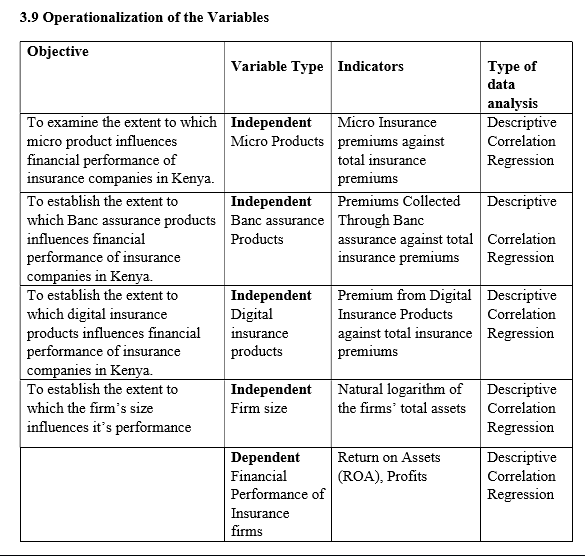 3.9 Operationalization of the Variables
Objective
Variable Type
Indicators
Type of
data
analysis
To examine the extent to which
micro product influences
financial performance of
insurance companies in Kenya.
Independent
Micro Products
Micro Insurance
premiums against
total insurance
premiums
Descriptive
Correlation
Regression
To establish the extent to
which Banc assurance products
influences financial
performance of insurance
companies in Kenya.
Independent
Banc assurance
Products
Premiums Collected
Through Banc
assurance against total
insurance premiums
Descriptive
Correlation
Regression
To establish the extent to
which digital insurance
products influences financial
performance of insurance
companies in Kenya.
Independent
Digital
insurance
products
Premium from Digital
Insurance Products
against total insurance
premiums
Descriptive
Correlation
Regression
To establish the extent to
which the firm's size
influences it's performance
Independent
Firm size
Natural logarithm of
the firms' total assets
Descriptive
Correlation
Regression
Dependent
Financial
Performance of
Insurance
firms
Return on Assets
(ROA), Profits
Descriptive
Correlation
Regression